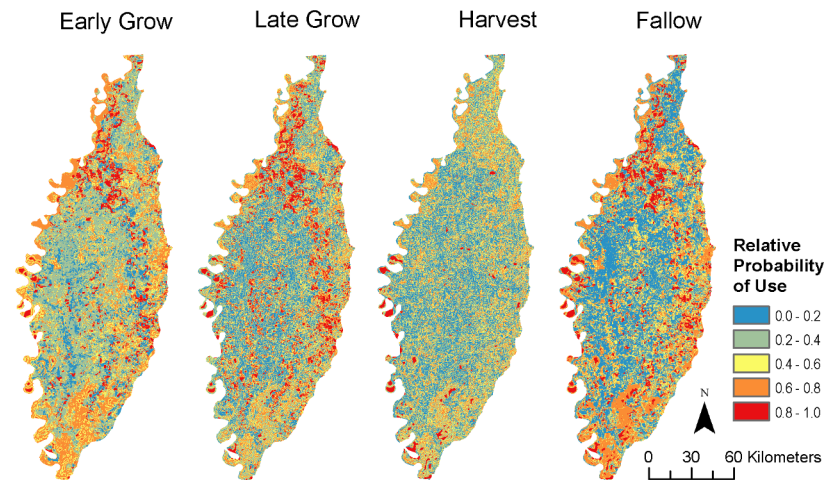 Early Grow
Late Grow
Harvest
Fallow
Relative
Probability
of Use
0.0 - 0.2
0.2 - 0.4
0.4 - 0.6
0.6 - 0.8
0.8 - 1.0
N
0 30 60 Kilometers